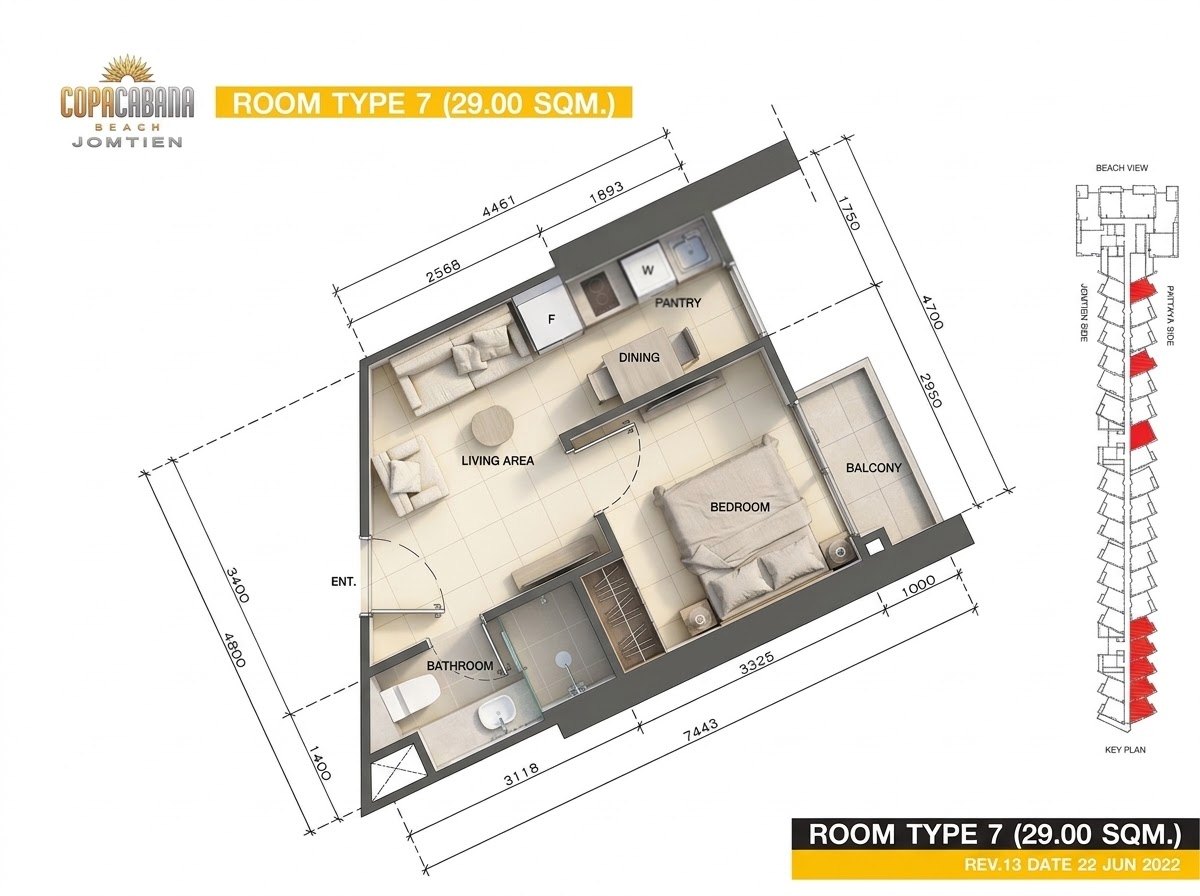 COPACABANA
BEACH
JOMTIEN
ROOM TYPE 7 (29.00 SQM.)
4461
1893
2568
1750
4700
2950
W
F
PANTRY
DINING
LIVING AREA
BALCONY
BEDROOM
ENT.
BATHROOM
3400
4800
1400
1000
3325
7443
3118
BEACH VIEW
JOMTIEN SIDE
PATTAYA SIDE
KEY PLAN
ROOM TYPE 7 (29.00 SQM.)
REV.13 DATE 22 JUN 2022